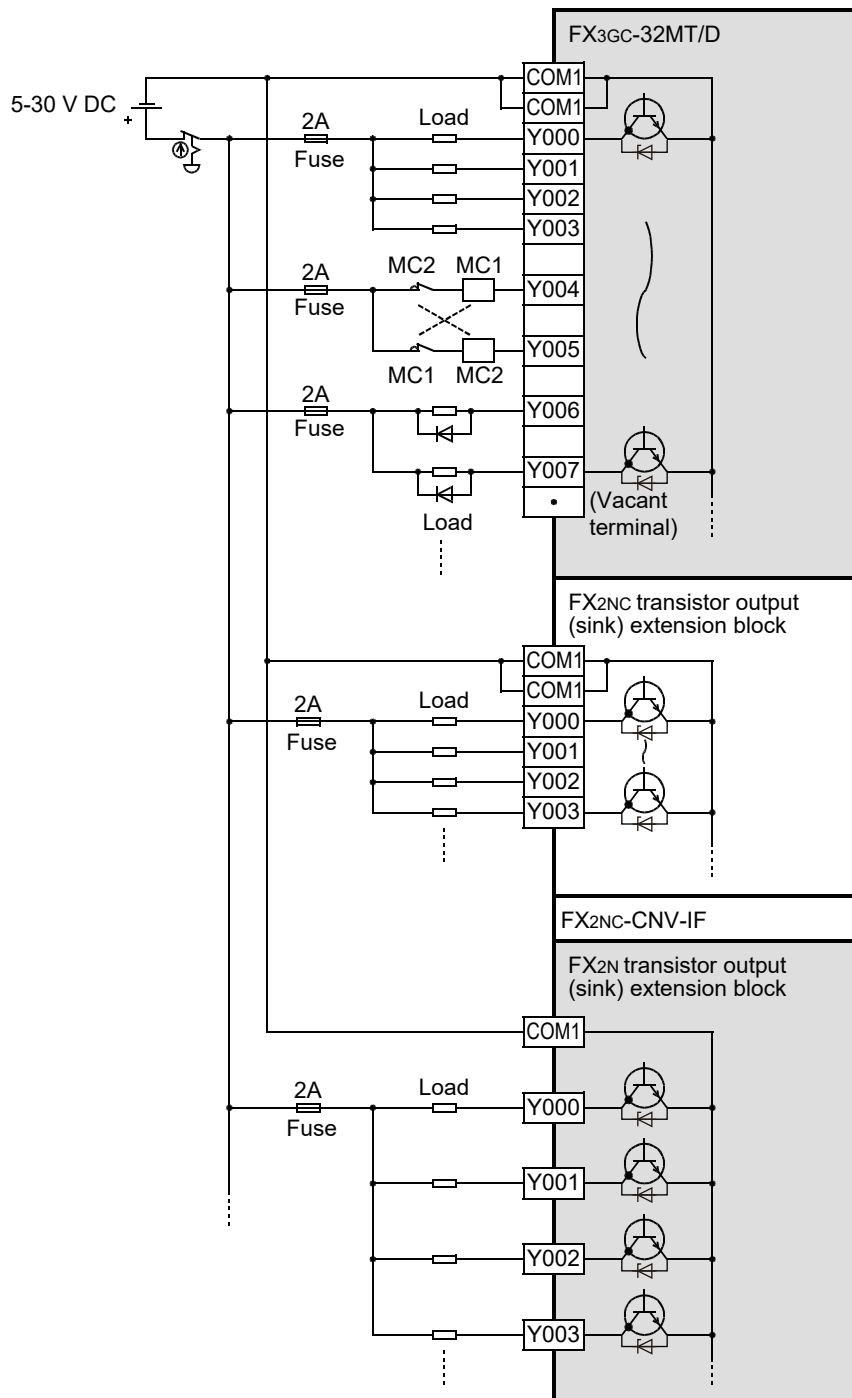 FX3GC-32MT/D
COM1
5-30 V DC
+
COM1
2A
Load
Y000
Fuse
Y001
Y002
Y003
2A
MC2 MC1
Y004
Fuse
Y005
MC1 MC2
2A
Y006
Fuse
Y007
(Vacant
terminal)
Load
FX2NC transistor output
(sink) extension block
COM1
COM1
2A
Load
Y000
Fuse
Y001
Y002
Y003
FX2NC-CNV-IF
FX2N transistor output
(sink) extension block
COM1
2A
Load
Y000
Fuse
Y001
Y002
Y003